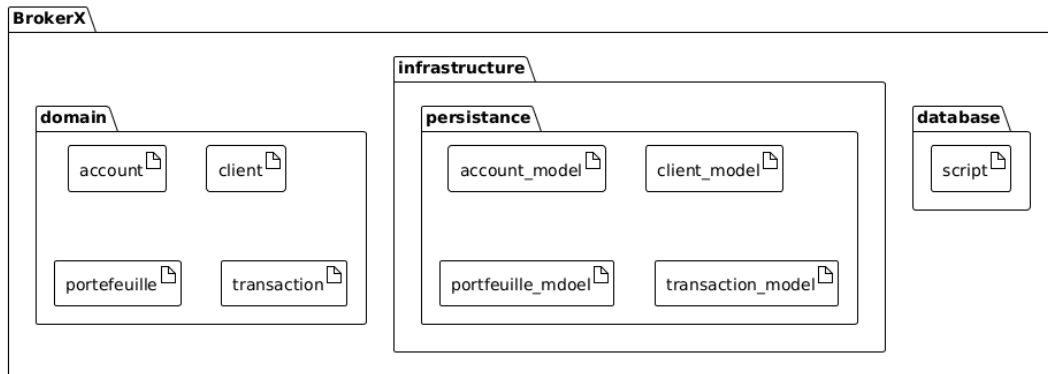 BrokerX
infrastructure
domain
persistance
database
account
client
account_model
client_model
script
portefeuille
transaction
portfeuille_mdoel
transaction_model